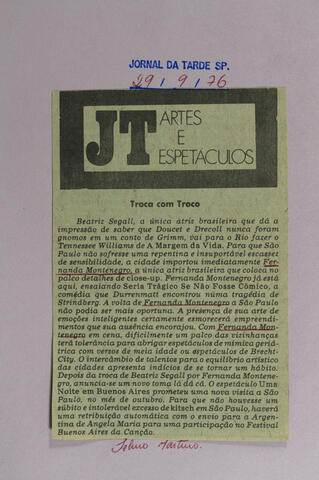 JORNAL DA TARDE SP.
29 / 9 / 76
JT ARTES
E
ESPETÁCULOS
Troca com Troco
Beatriz Segall, a única atriz brasileira que dá a
impressão de saber que Doucet e Drecoll nunca foram
gnomos em um conto de Grimm, vai para o Rio fazer o
Tennessee Williams de A Margem da Vida. Para que São
Paulo não sofresse uma repentina e insuportável escassez
de sensibilidade, a cidade importou imediatamente Fer-
nanda Montenegro, a única atriz brasileira que coloca no
palco detalhes de close-up. Fernanda Montenegro já está
aqui, ensaiando Seria Trágico Se Não Fosse Cômico, a
comédia que Durrenmatt encontrou numa tragédia de
Strindberg. A volta de Fernanda Montenegro a São Paulo
não podia ser mais oportuna. A presença de sua arte de
emoções inteligentes certamente esmorecerá empreendi-
mentos que sua ausência encorajou. Com Fernanda Mon-
tenegro em cena, dificilmente um palco das vizinhanças
terá tolerância para abrigar espetáculos de mímica geriá-
trica com versos de meia idade ou espetáculos de Brecht-
City. O intercâmbio de talentos para o equilíbrio artístico
das cidades apresenta indícios de se tornar um hábito.
Depois da troca de Beatriz Segall por Fernanda Montene-
gro, anuncia-se um novo toma lá dá cá. O espetáculo Uma
Noite em Buenos Aires prometeu uma nova visita a São
Paulo, no mês de outubro. Para que não houvesse um
súbito e intolerável excesso de kitsch em São Paulo, haverá
uma retribuição automática com o envio para a Argen-
tina de Angela Maria para uma participação no Festival
Buenos Aires da Canção.
Telmo Martino.